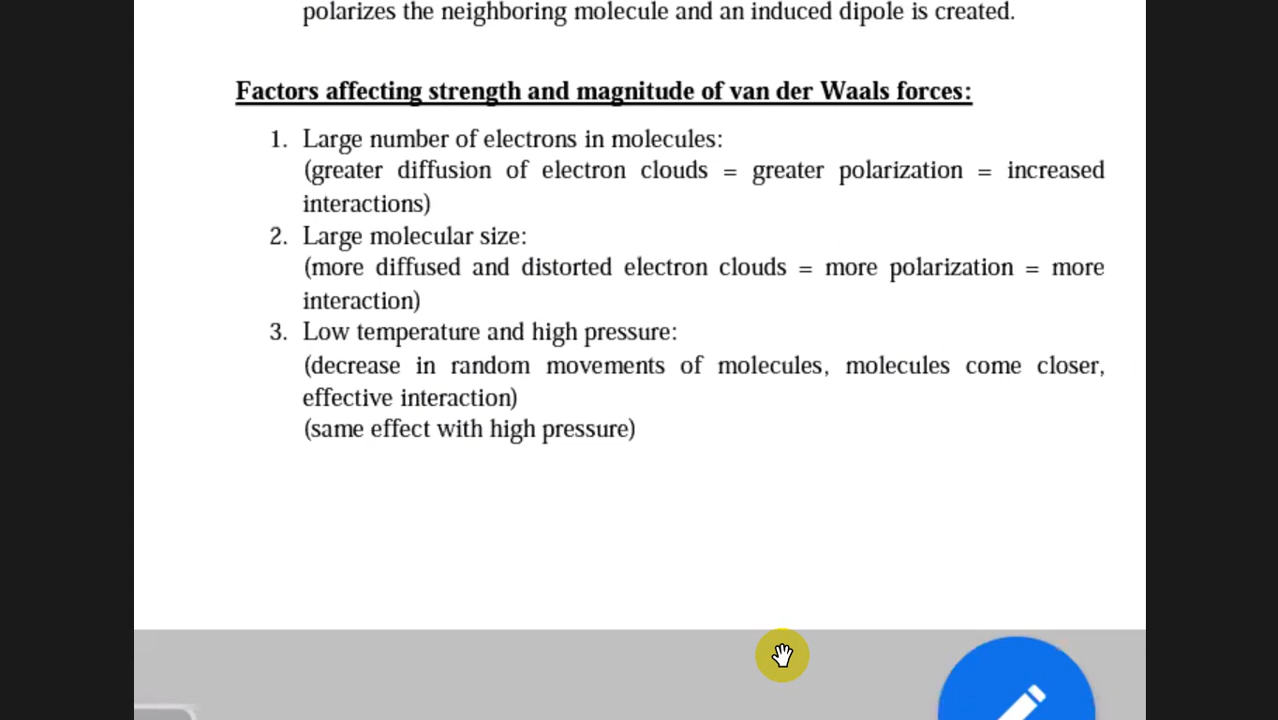 polarizes the neighboring molecule and an induced dipole is created.
Factors affecting strength and magnitude of van der Waals forces:
1. Large number of electrons in molecules:
(greater diffusion of electron clouds = greater polarization = increased
interactions)
2. Large molecular size:
(more diffused and distorted electron clouds = more polarization = more
interaction)
3. Low temperature and high pressure:
(decrease in random movements of molecules, molecules come closer,
effective interaction)
(same effect with high pressure)